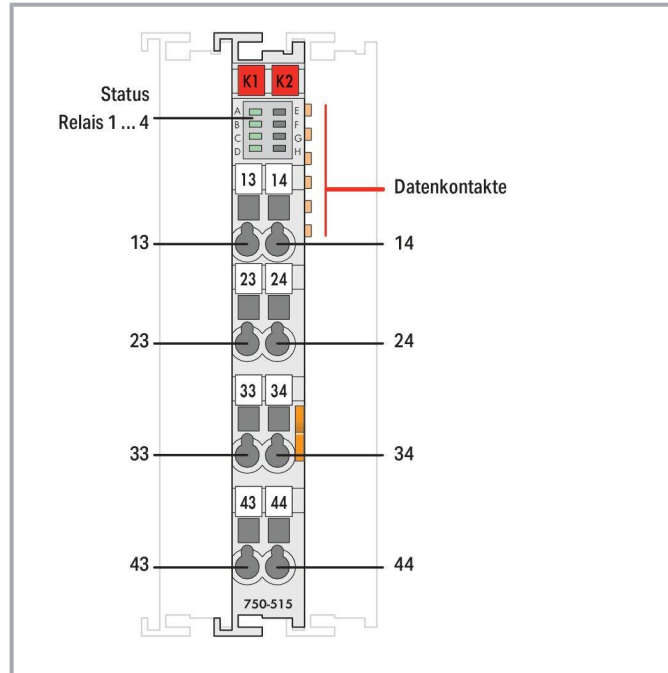 K1 K2
Status
Relais 1 ... 4
A E
B F
C G
D H
13 14
Datenkontakte
13 14
23 24
23 24
33 34
33 34
43 44
43 44
750-515